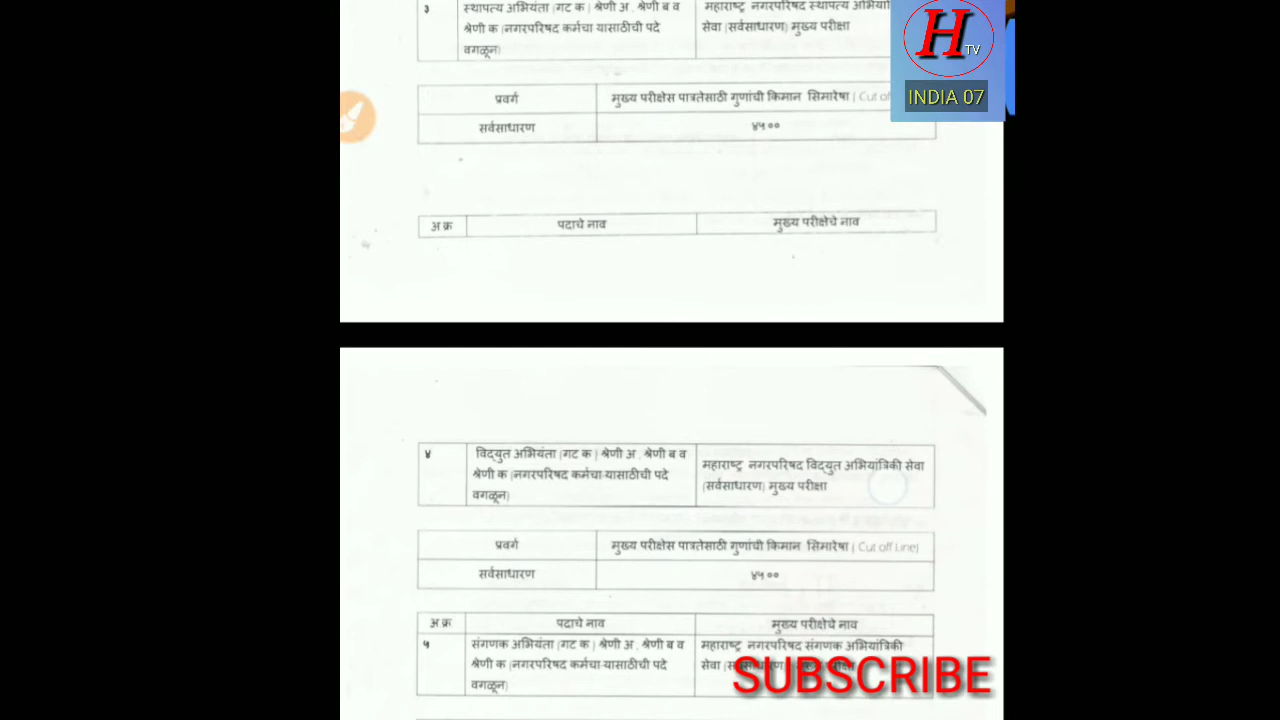 ३
स्थापत्य अभियंता (गट क) श्रेणी अ . श्रेणी ब व
महाराष्ट्र नगरपरिषद स्थापत्य
श्रेणी क (नगरपरिषद कर्मचा यासाठीची पदे
सेवा (सर्वसाधारण) मुख्य परीक्षा
वगळून)
H
TV
INDIA 07
प्रवर्ग
मुख्य परीक्षेस पात्रतेसाठी गुणांची किमान सिमारेषा ( Cut of
सर्वसाधारण
४५००
अ क्र
पदाचे नाव
मुख्य परीक्षेचे नाव
४
विद्युत अभियंता (गट क ) श्रेणी अ . श्रेणी ब व
श्रेणी क (नगरपरिषद कर्मचा-यासाठीची पदे
वगळून)
महाराष्ट्र नगरपरिषद विद्युत अभियांत्रिकी सेवा
(सर्वसाधारण) मुख्य परीक्षा
प्रवर्ग
मुख्य परीक्षेस पात्रतेसाठी गुणांची किमान सिमारेषा ( Cut off Line)
सर्वसाधारण
४५००
अ क्र
पदाचे नाव
मुख्य परीक्षेचे नाव
५
संगणक अभियंता (गट क ) श्रेणी अ . श्रेणी ब व
श्रेणी क (नगरपरिषद कर्मचा-यासाठीची पदे
वगळून)
महाराष्ट्र नगरपरिषद संगणक अभियांत्रिकी
सेवा
SUBSCRIBE